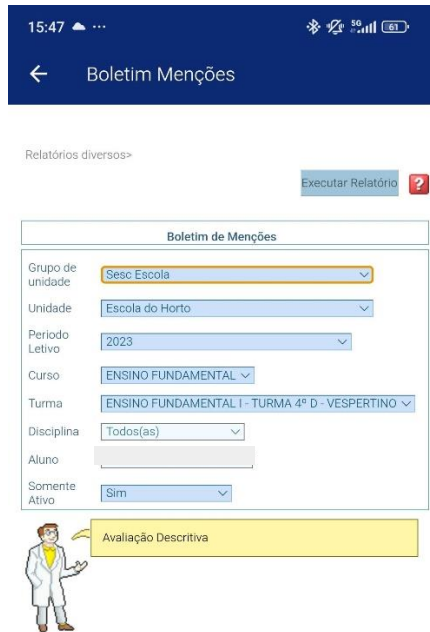 15:47 ...
5G 61
Boletim Menções
Relatórios diversos>
Executar Relatório ?
Boletim de Menções
Grupo de unidade Sesc Escola
Unidade Escola do Horto
Periodo Letivo 2023
Curso ENSINO FUNDAMENTAL
Turma ENSINO FUNDAMENTAL I - TURMA 4º D - VESPERTINO
Disciplina Todos(as)
Aluno
Somente Ativo Sim
Avaliação Descritiva